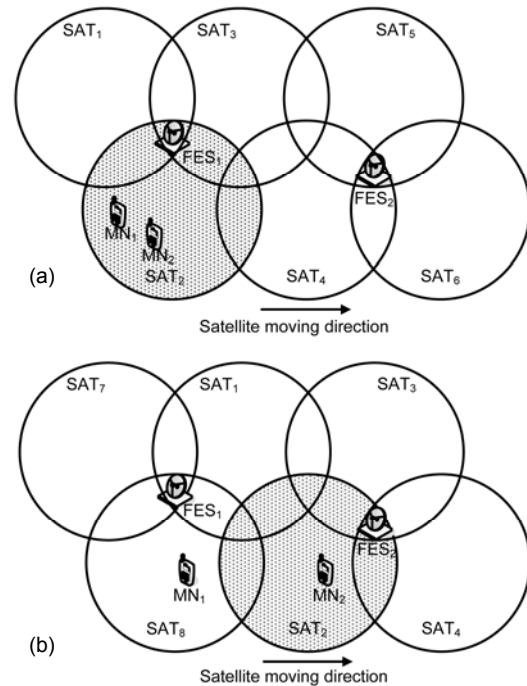 SAT₁
SAT₃
SAT₅
FES₁
FES₂
MN₁
MN₂
SAT₂
SAT₄
SAT₆
(a)
Satellite moving direction
SAT₇
SAT₁
SAT₃
FES₁
FES₂
MN₁
MN₂
SAT₈
SAT₂
SAT₄
(b)
Satellite moving direction